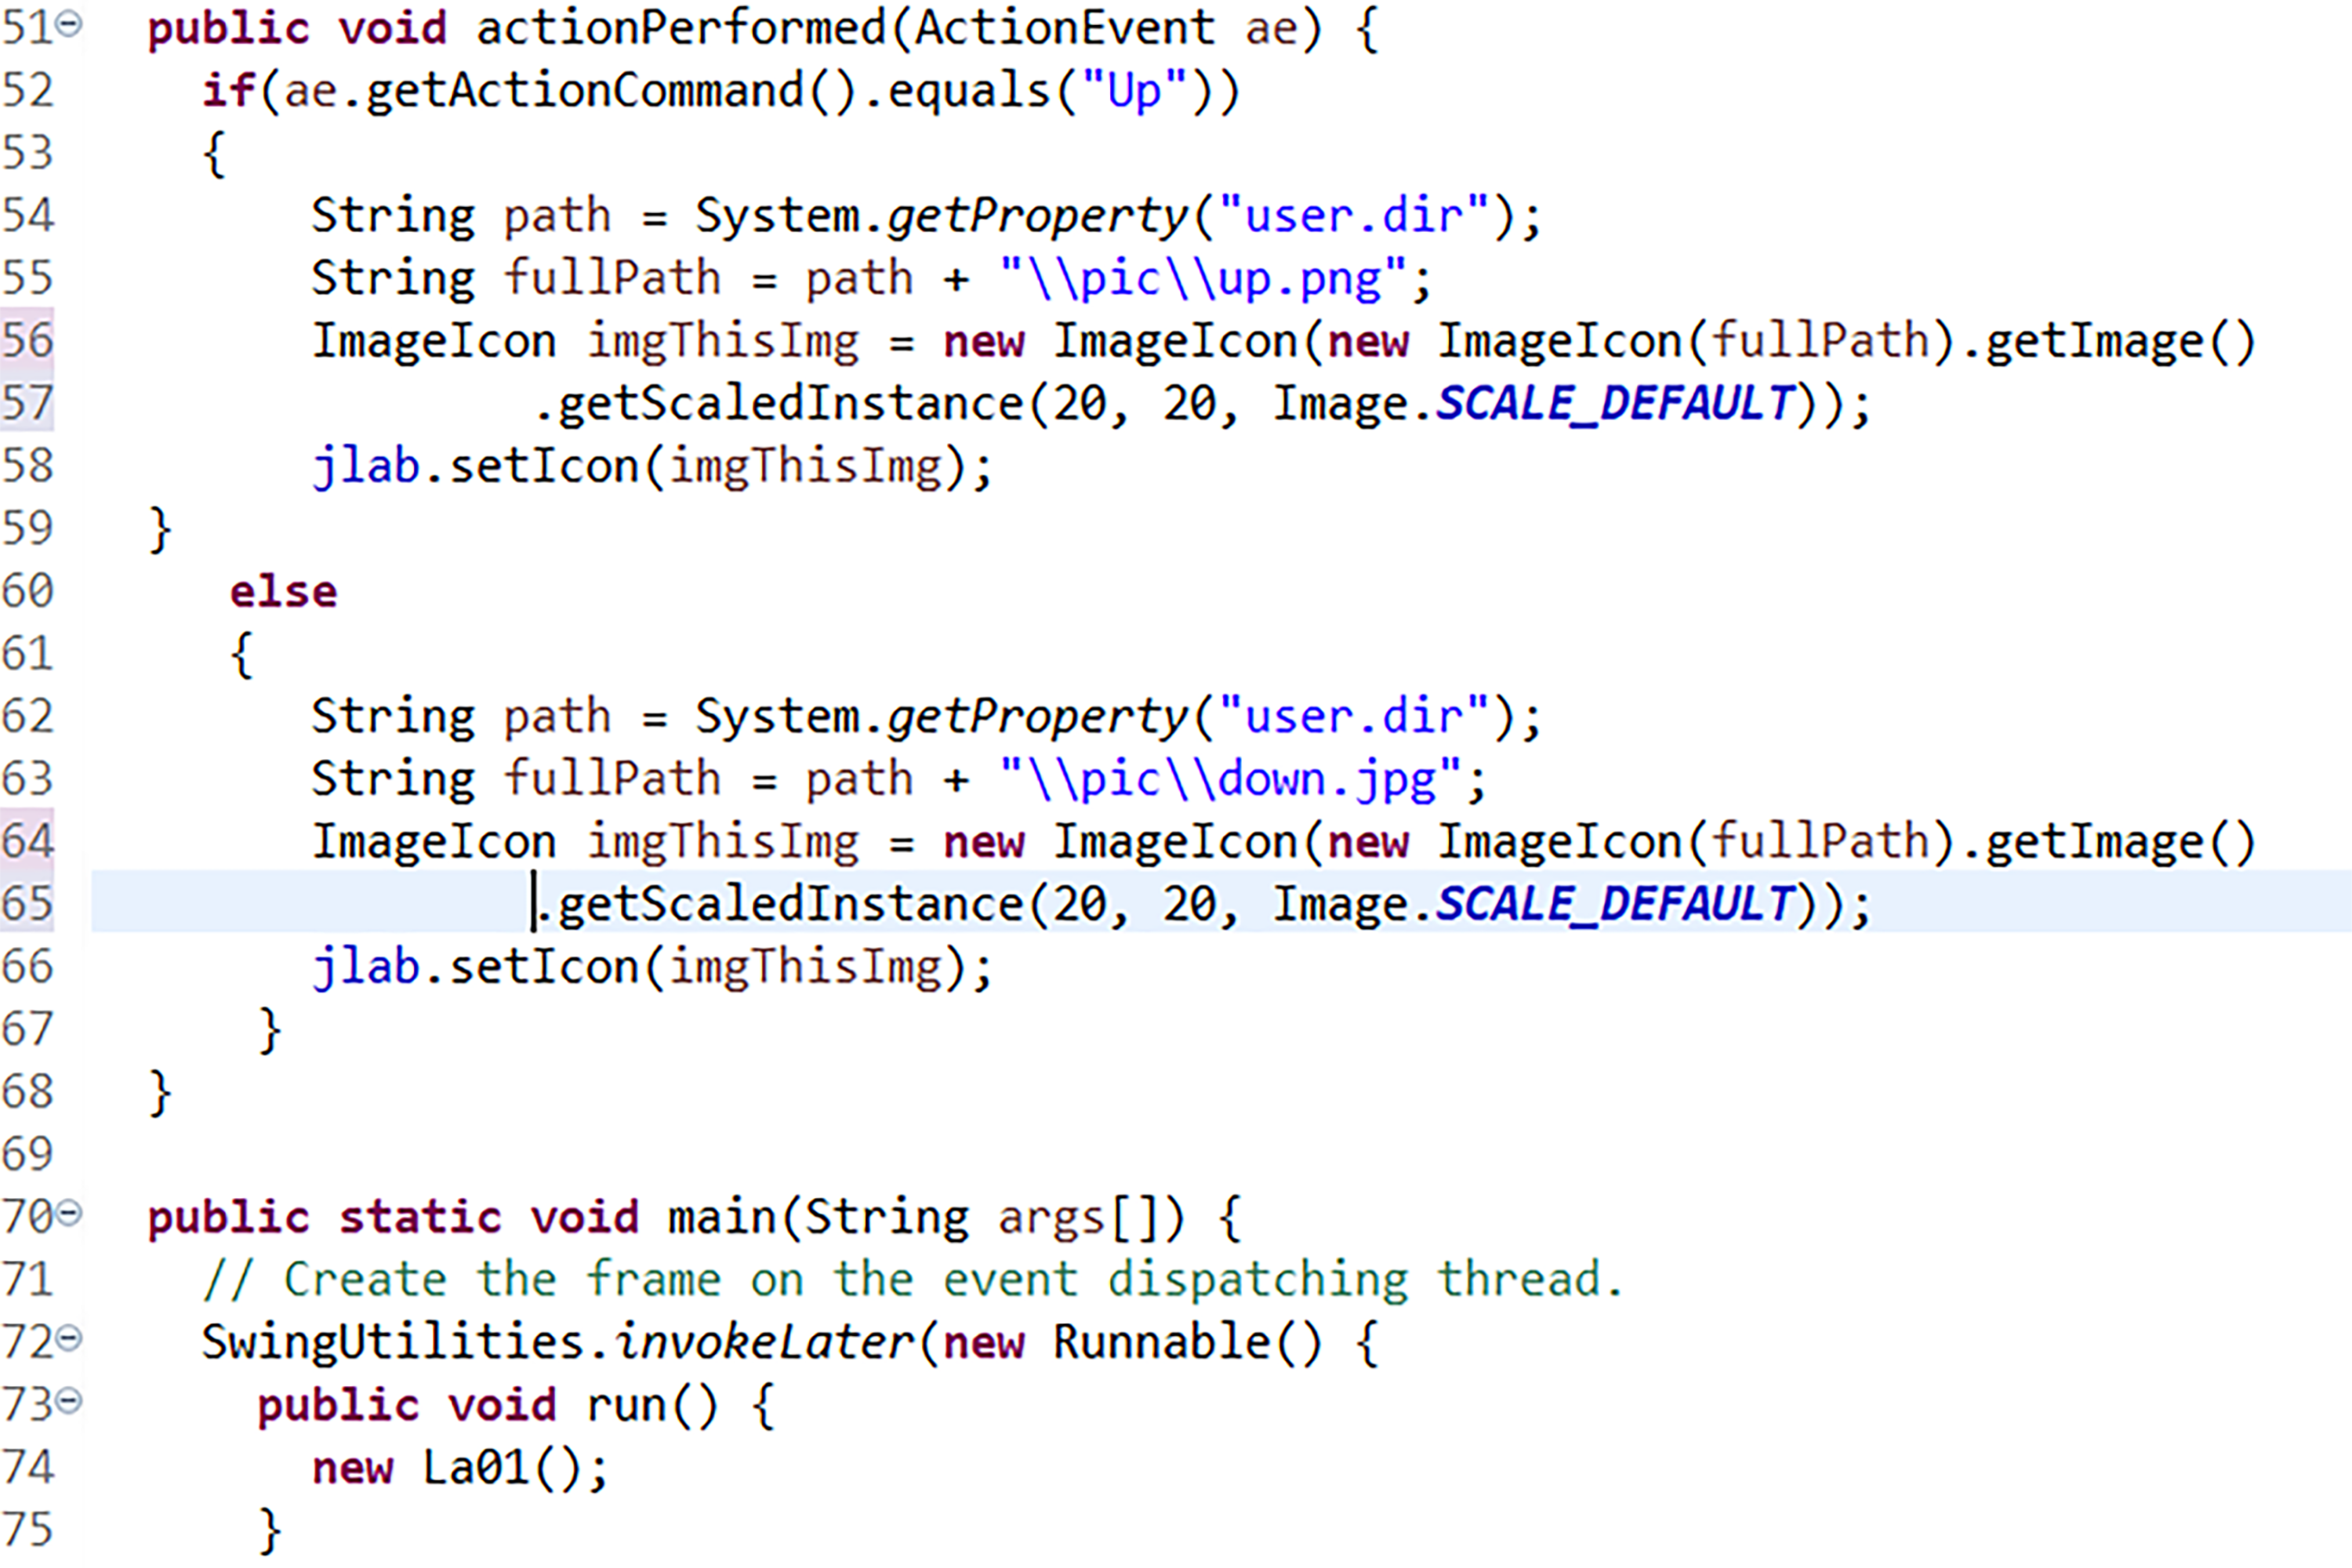 51 public void actionPerformed(ActionEvent ae) {
52 if(ae.getActionCommand().equals("Up"))
53 {
54 String path = System.getProperty("user.dir");
55 String fullPath = path + "\\pic\\up.png";
56 ImageIcon imgThisImg = new ImageIcon(new ImageIcon(fullPath).getImage()
57 .getScaledInstance(20, 20, Image.SCALE_DEFAULT));
58 jlab.setIcon(imgThisImg);
59 }
60 else
61 {
62 String path = System.getProperty("user.dir");
63 String fullPath = path + "\\pic\\down.jpg";
64 ImageIcon imgThisImg = new ImageIcon(new ImageIcon(fullPath).getImage()
65 .getScaledInstance(20, 20, Image.SCALE_DEFAULT));
66 jlab.setIcon(imgThisImg);
67 }
68 }
69
70 public static void main(String args[]) {
71 // Create the frame on the event dispatching thread.
72 SwingUtilities.invokeLater(new Runnable() {
73 public void run() {
74 new La01();
75 }